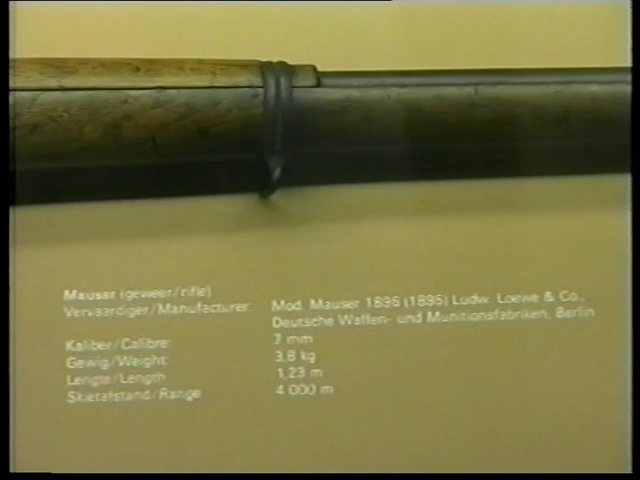 Mauser (geweer/rifle)
Vervaardiger/Manufacturer: Mod. Mauser 1896 (1895) Ludw. Loewe & Co.,
Deutsche Waffen- und Munitionsfabriken, Berlin
Kaliber/Calibre: 7 mm
Gewig/Weight: 3,8 kg
Lengte/Length 1,23 m
Skietafstand/Range 4 000 m